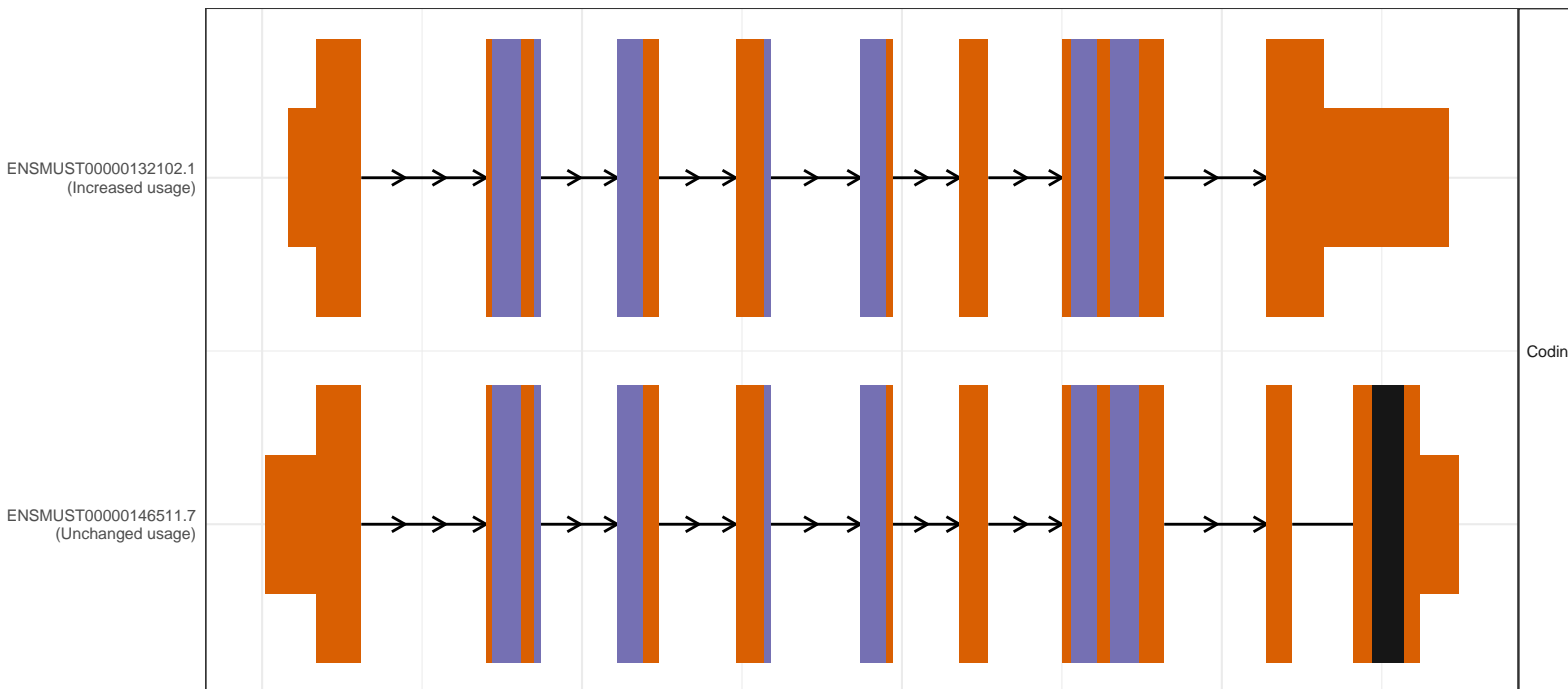 ENSMUST00000132102.1
(Increased usage)
Codin
ENSMUST00000146511.7
(Unchanged usage)